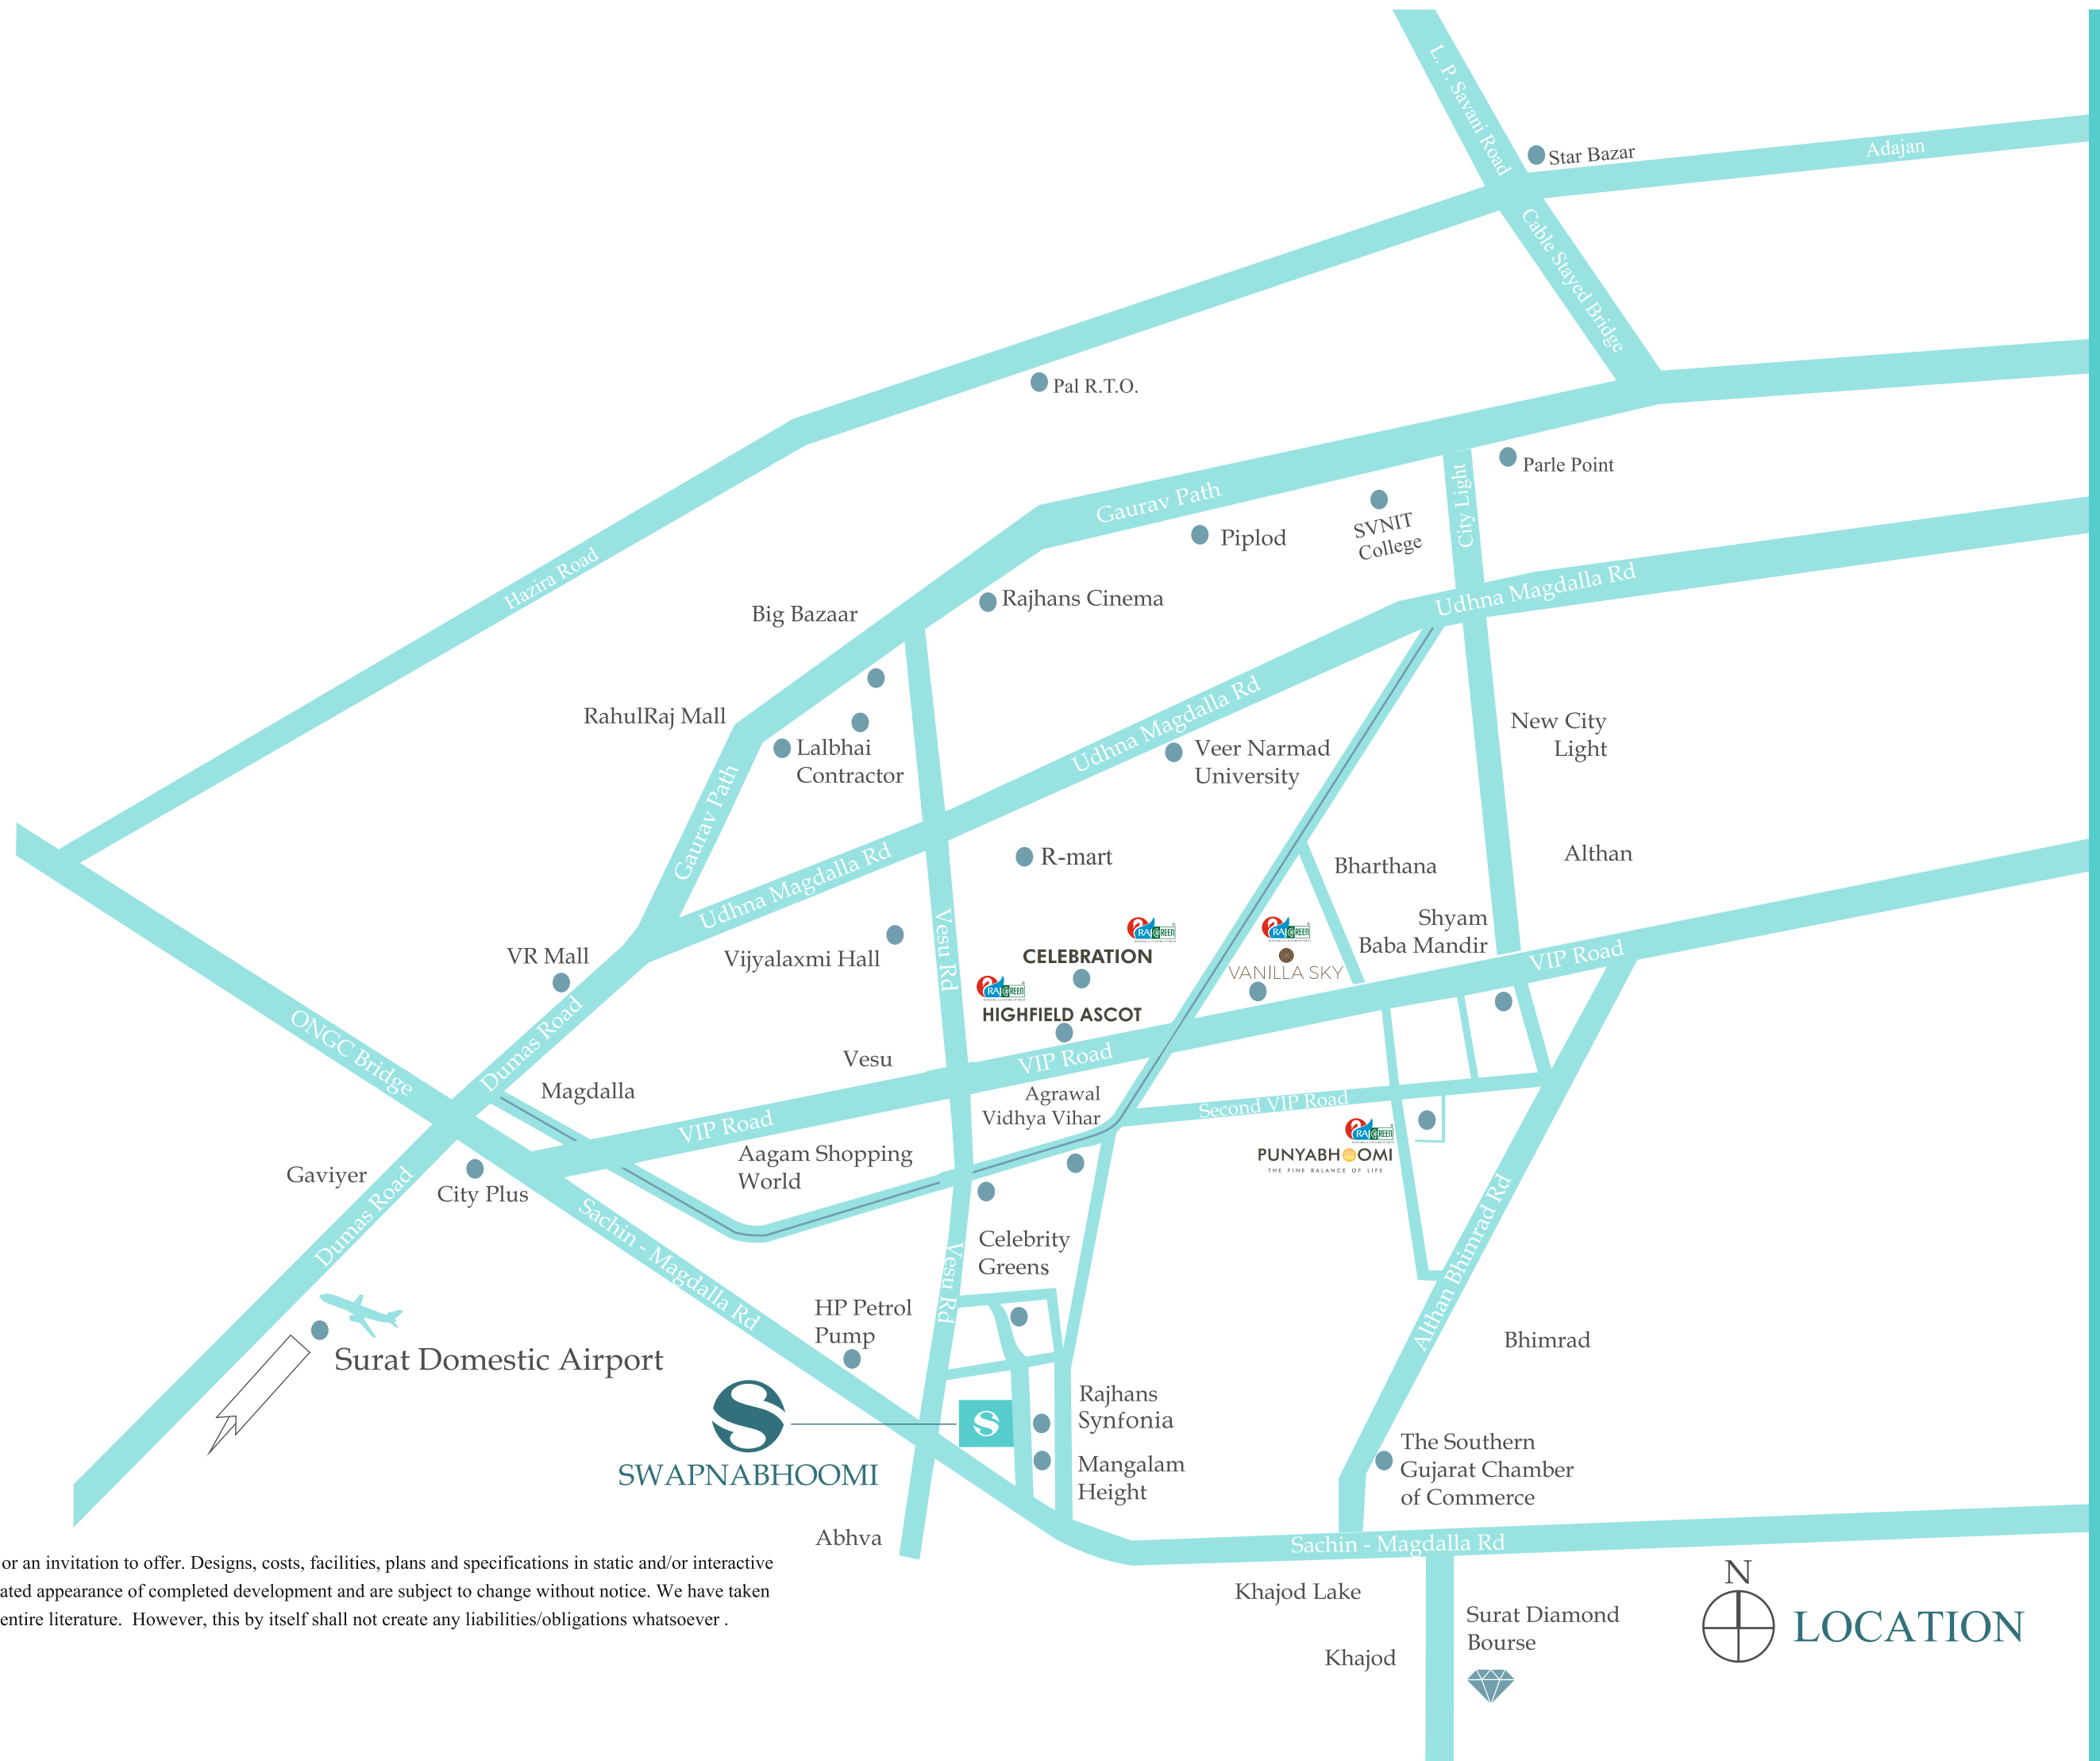 L. P. Savani Road
Star Bazar
Adajan
Cable Stayed Bridge
Pal R.T.O.
Hazira Road
Gaurav Path
Parle Point
City Light
SVNIT
College
Piplod
Rajhans Cinema
Big Bazaar
Udhna Magdalla Rd
RahulRaj Mall
Lalbhai
Contractor
Gaurav Path
Udhna Magdalla Rd
Veer Narmad
University
New City
Light
Udhna Magdalla Rd
R-mart
Bharthana
Althan
Shyam
Baba Mandir
VIP Road
Vijyalaxmi Hall
Vesu Rd
VR Mall
RAJGREEN
CELEBRATION
RAJGREEN
VANILLA SKY
RAJGREEN
HIGHFIELD ASCOT
ONGC Bridge
Dumas Road
Vesu
VIP Road
Magdalla
Agrawal
Vidhya Vihar
Second VIP Road
VIP Road
RAJGREEN
PUNYABHOOMI
THE FINE BALANCE OF LIFE
Aagam Shopping
World
Gaviyer
City Plus
Dumas Road
Sachin - Magdalla Rd
Celebrity
Greens
Vesu Rd
Althan Bhimrad Rd
HP Petrol
Pump
Bhimrad
Surat Domestic Airport
Rajhans
Synfonia
SWAPNABHOOMI
Mangalam
Height
The Southern
Gujarat Chamber
of Commerce
Abhva
Sachin - Magdalla Rd
or an invitation to offer. Designs, costs, facilities, plans and specifications in static and/or interactive
ated appearance of completed development and are subject to change without notice. We have taken
entire literature.  However, this by itself shall not create any liabilities/obligations whatsoever .
Khajod Lake
Surat Diamond
Bourse
Khajod
N
LOCATION